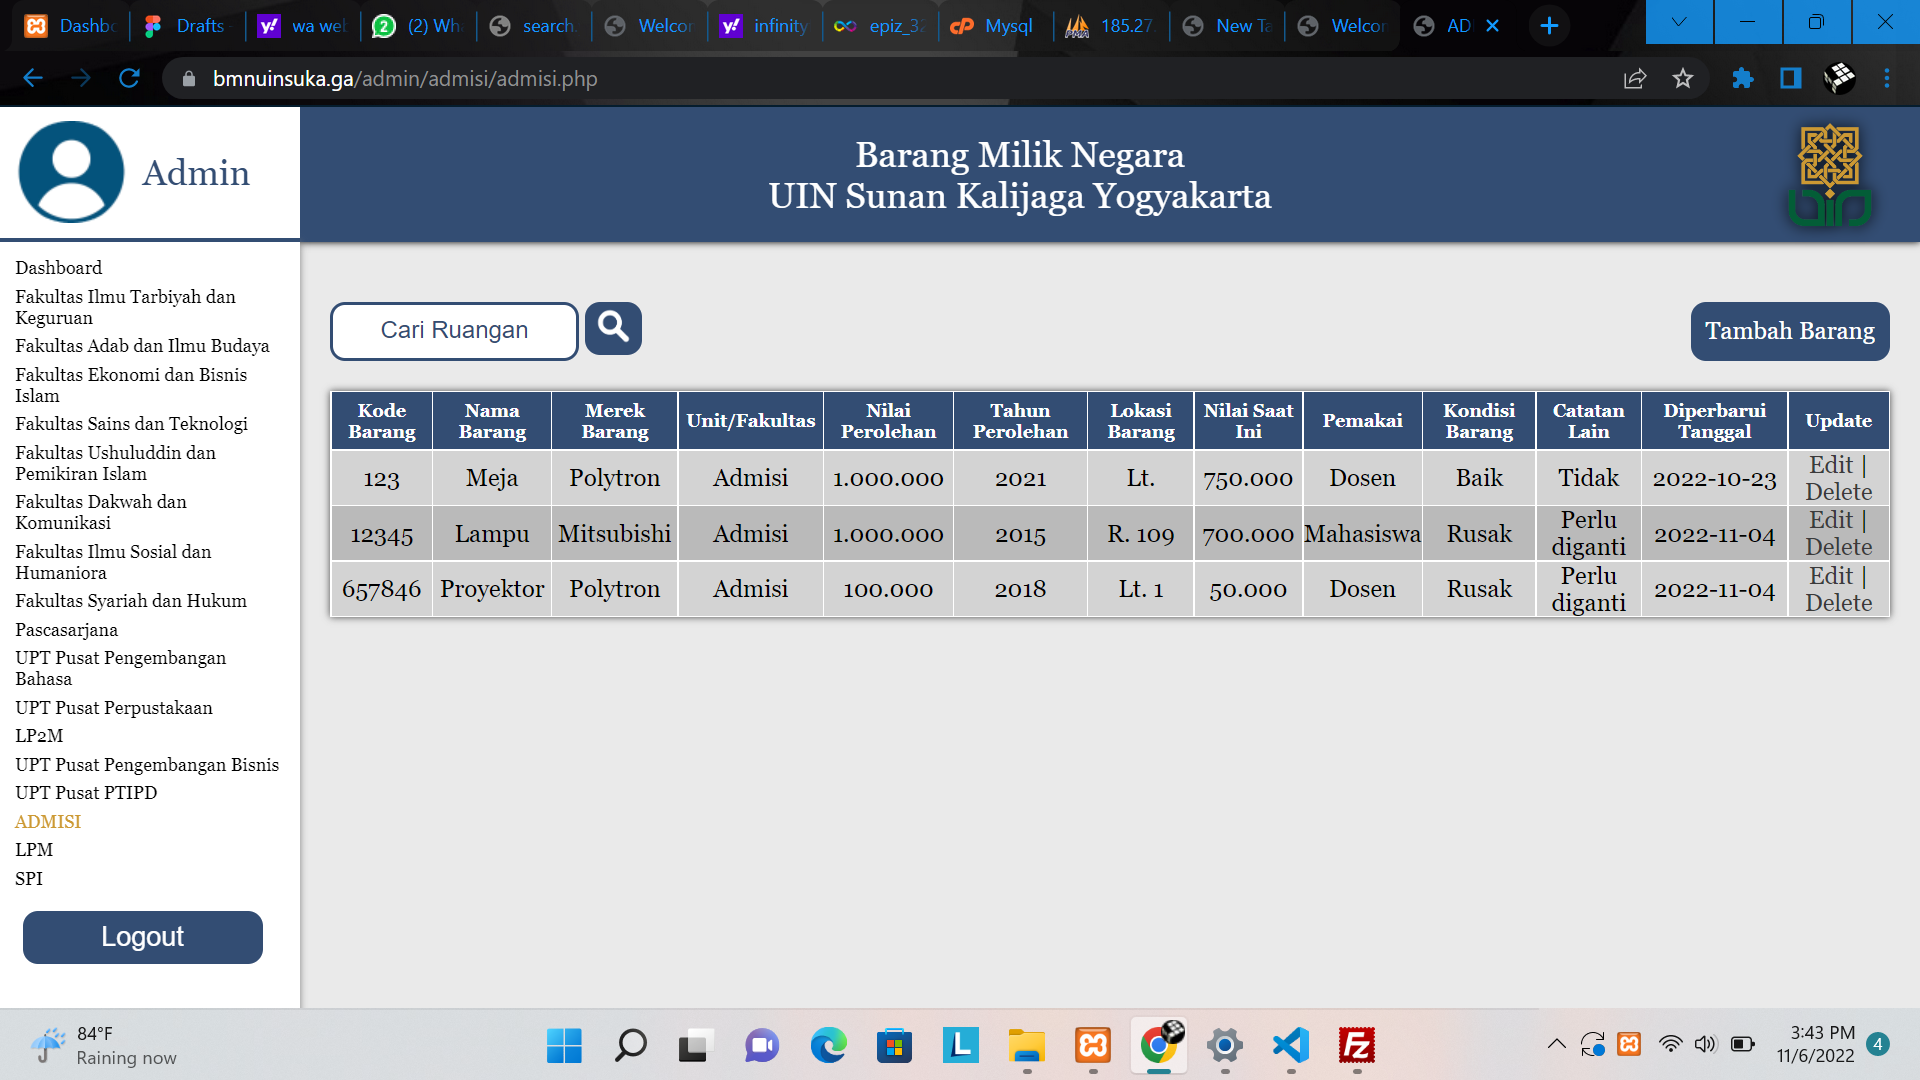 Dashbo
Drafts
wa wel
(2) Wh
search.
Welcor
infinity
epiz_32
Mysql
185.27.
New Ta
Welcon
AD
bmnuinsuka.ga/admin/admisi/admisi.php
Admin
Barang Milik Negara
UIN Sunan Kalijaga Yogyakarta
Dashboard
Fakultas Ilmu Tarbiyah dan
Keguruan
Fakultas Adab dan Ilmu Budaya
Fakultas Ekonomi dan Bisnis
Islam
Fakultas Sains dan Teknologi
Fakultas Ushuluddin dan
Pemikiran Islam
Fakultas Dakwah dan
Komunikasi
Fakultas Ilmu Sosial dan
Humaniora
Fakultas Syariah dan Hukum
Pascasarjana
UPT Pusat Pengembangan
Bahasa
UPT Pusat Perpustakaan
LP2M
UPT Pusat Pengembangan Bisnis
UPT Pusat PTIPD
ADMISI
LPM
SPI
Logout
Cari Ruangan
Tambah Barang
Kode Barang | Nama Barang | Merek Barang | Unit/Fakultas | Nilai Perolehan | Tahun Perolehan | Lokasi Barang | Nilai Saat Ini | Pemakai | Kondisi Barang | Catatan Lain | Diperbarui Tanggal | Update
123 Meja Polytron Admisi 1.000.000 2021 Lt. 750.000 Dosen Baik Tidak 2022-10-23 Edit | Delete
12345 Lampu Mitsubishi Admisi 1.000.000 2015 R. 109 700.000 Mahasiswa Rusak Perlu diganti 2022-11-04 Edit | Delete
657846 Proyektor Polytron Admisi 100.000 2018 Lt. 1 50.000 Dosen Rusak Perlu diganti 2022-11-04 Edit | Delete
84°F
Raining now
3:43 PM
11/6/2022
4